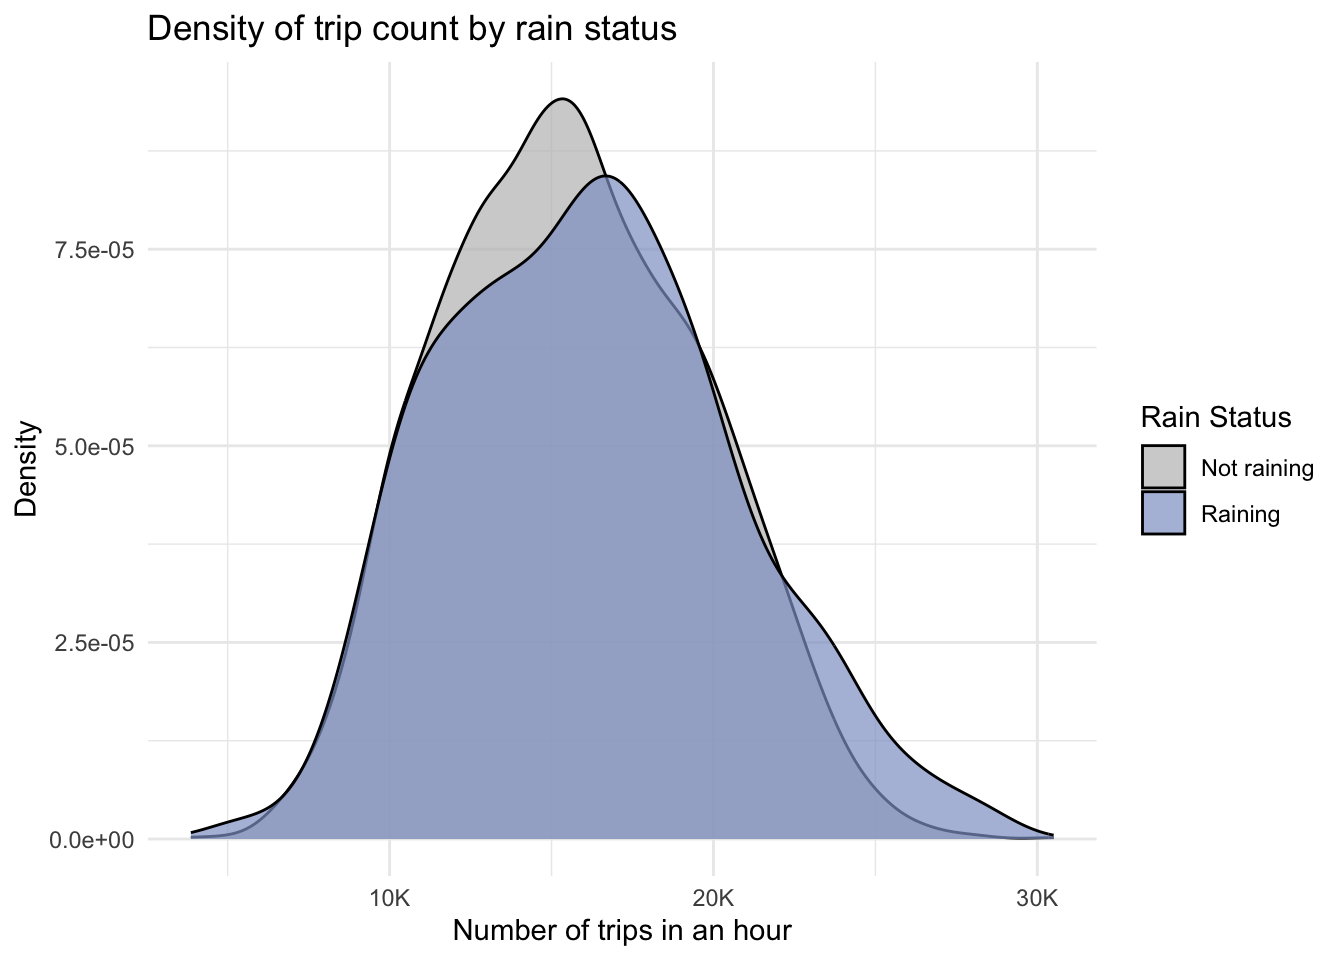 Density of trip count by rain status
7.5e-05
5.0e-05
2.5e-05
0.0e+00
Density
10K
20K
30K
Number of trips in an hour
Rain Status
Not raining
Raining